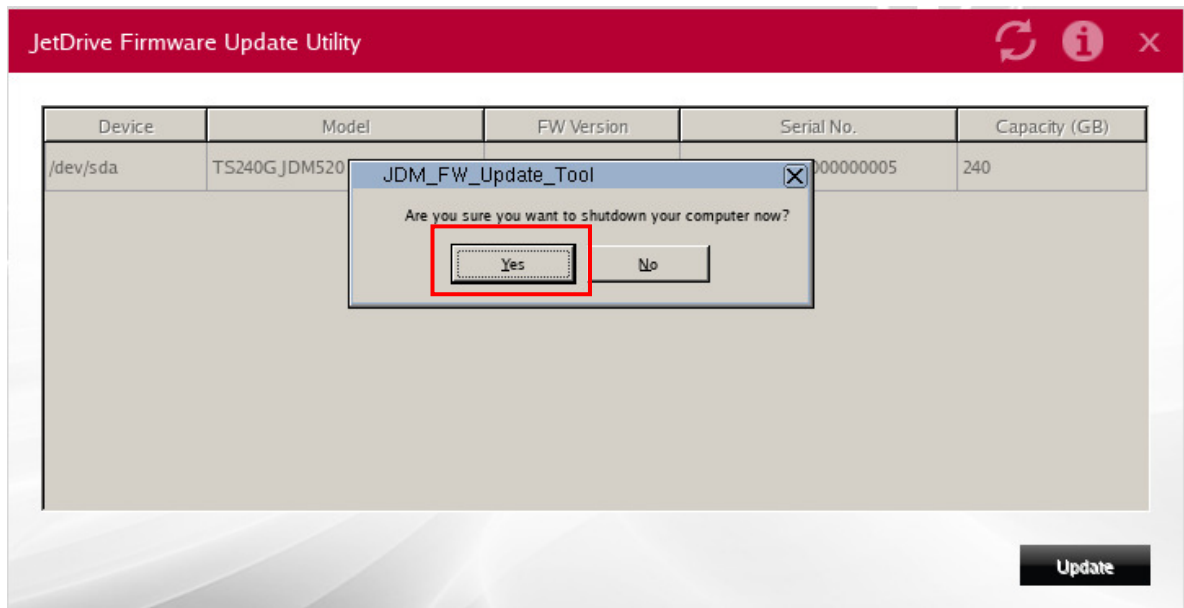 JetDrive Firmware Update Utility
Device Model FW Version Serial No. Capacity (GB)
/dev/sda TS240GJDM520 000000005 240
JDM_FW_Update_Tool
Are you sure you want to shutdown your computer now?
Yes No
Update